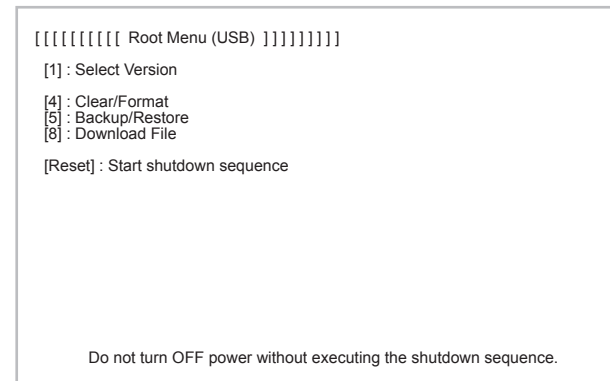 [ [ [ [ [ [ [ [ [ [ Root Menu (USB) ] ] ] ] ] ] ] ] ]
[1] : Select Version
[4] : Clear/Format
[5] : Backup/Restore
[8] : Download File
[Reset] : Start shutdown sequence
Do not turn OFF power without executing the shutdown sequence.